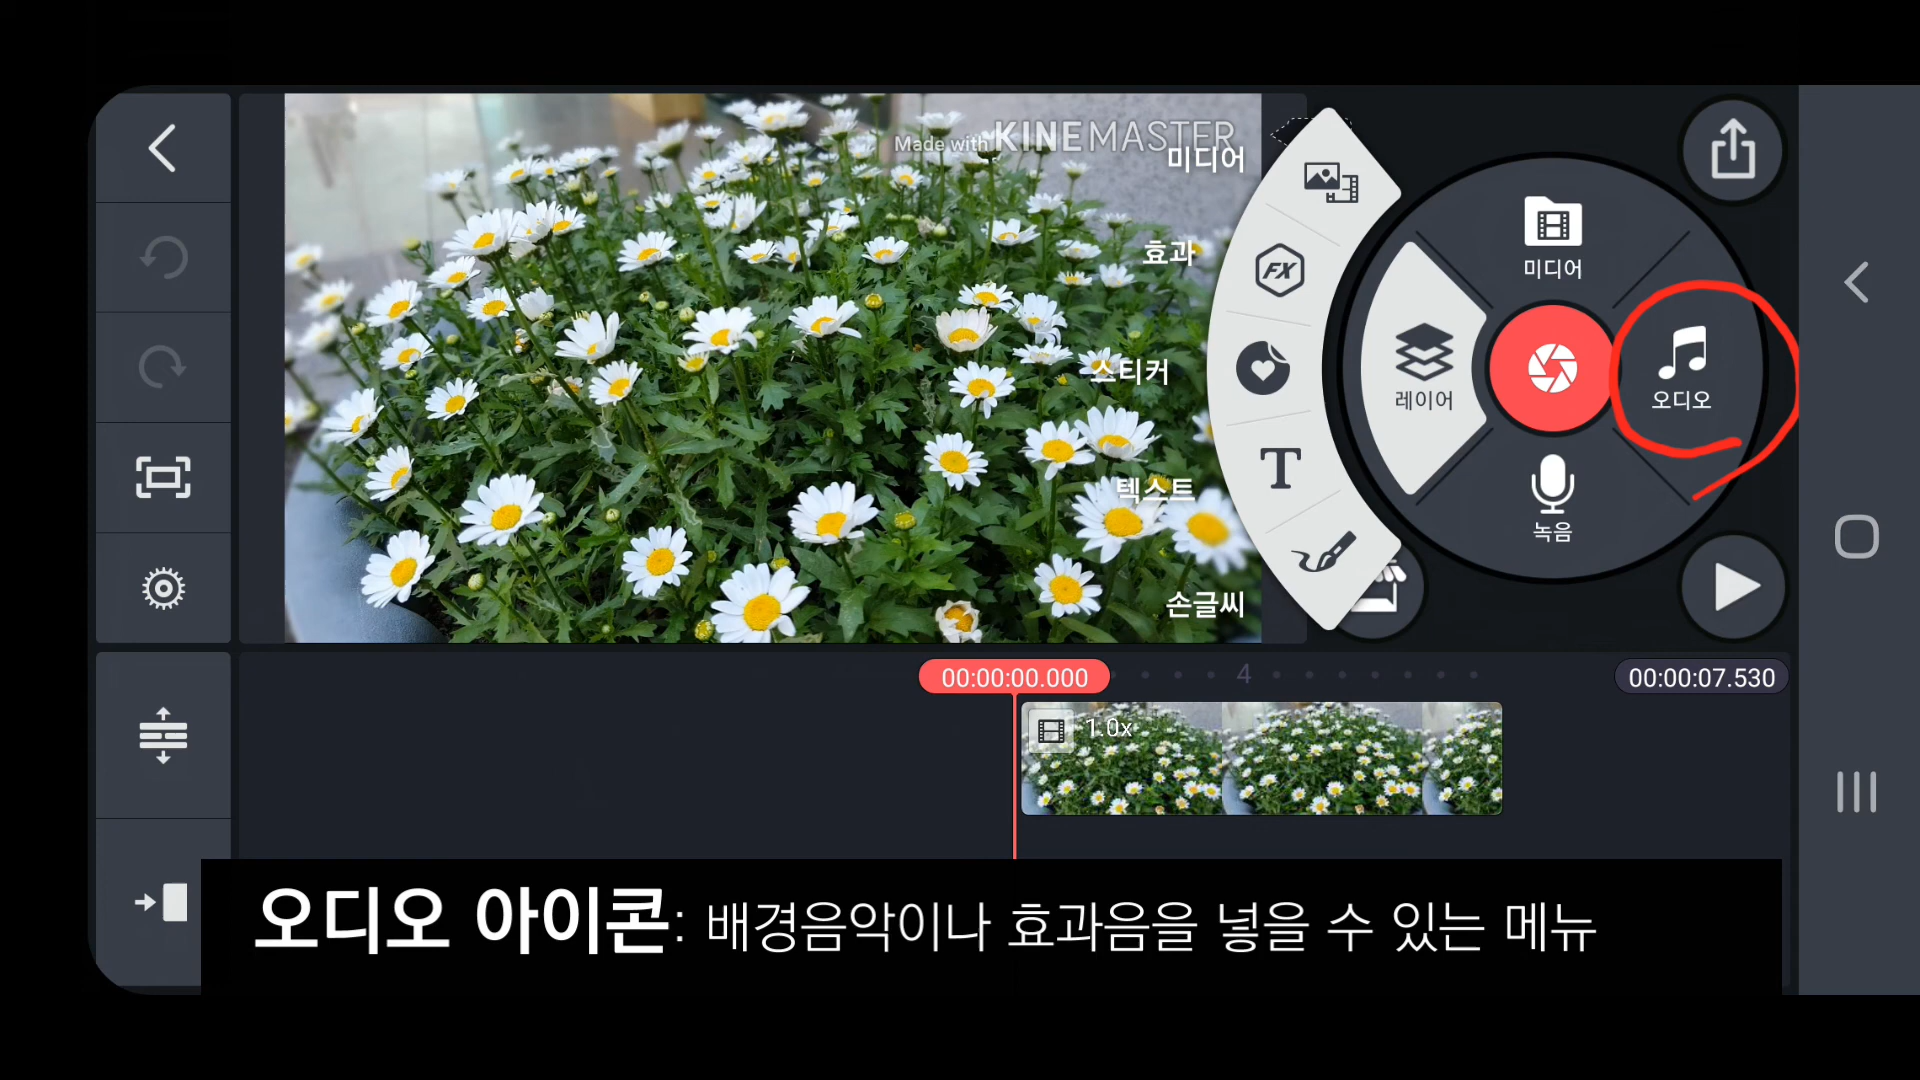 Made with KINEMASTER
미디어
효과
스티커
텍스트
손글씨
FX
T
미디어
레이어
오디오
녹음
00:00:00.000
4
00:00:07.530
1.0x
오디오 아이콘: 배경음악이나 효과음을 넣을 수 있는 메뉴